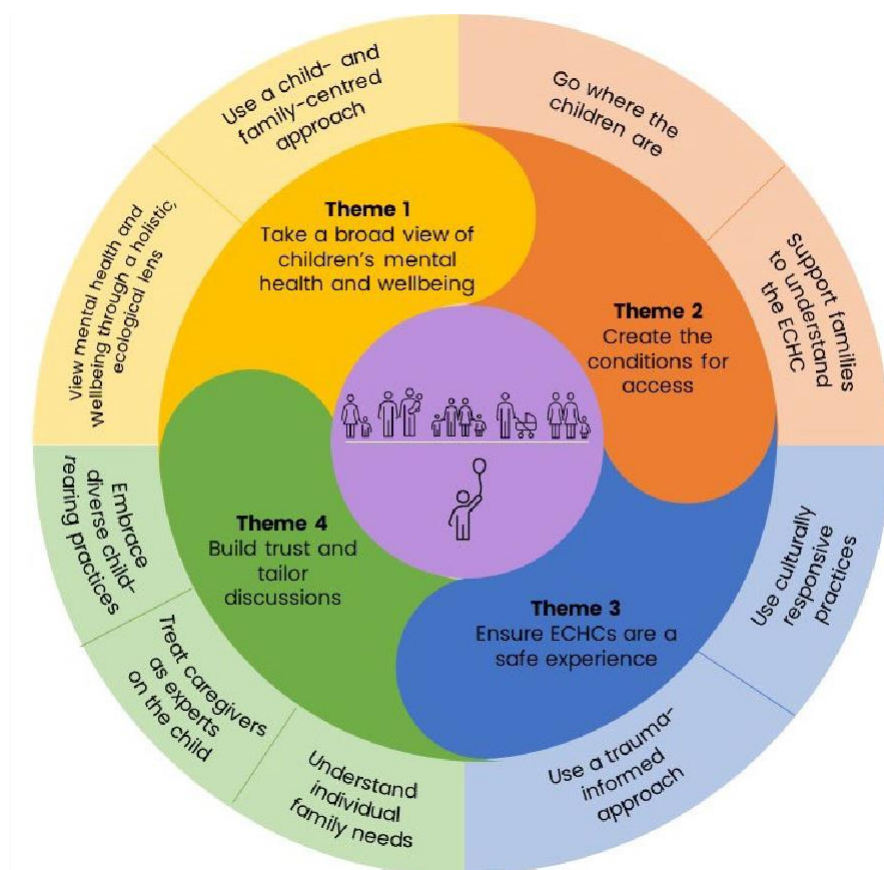 Use a child- and
family-centred
approach
Go where the
children are
View mental health and
Wellbeing through a holistic,
ecological lens
Theme 1
Take a broad view of
children's mental
health and wellbeing
Support families
to understand
the ECHC
Theme 2
Create the
conditions for
access
Embrace
diverse child-
rearing practices
Theme 4
Build trust and
tailor
discussions
Theme 3
Ensure ECHCs are a
safe experience
Use culturally
responsive
practices
Treat caregivers
as experts
on the child
Understand
individual
family needs
Use a trauma-
informed
approach